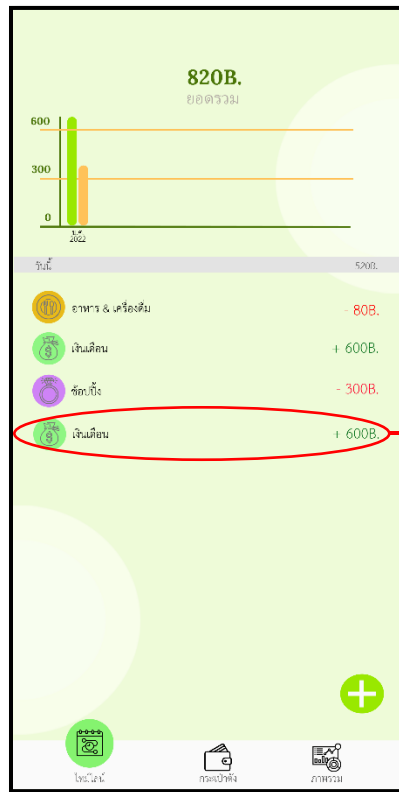 820B.
ยอดรวม
600
300
0
2022
วันนี้ 520B.
อาหาร & เครื่องดื่ม - 80B.
เงินเดือน + 600B.
ช้อปปิ้ง - 300B.
เงินเดือน + 600B.
ไทม์ไลน์ กระเป๋าตัง ภาพรวม